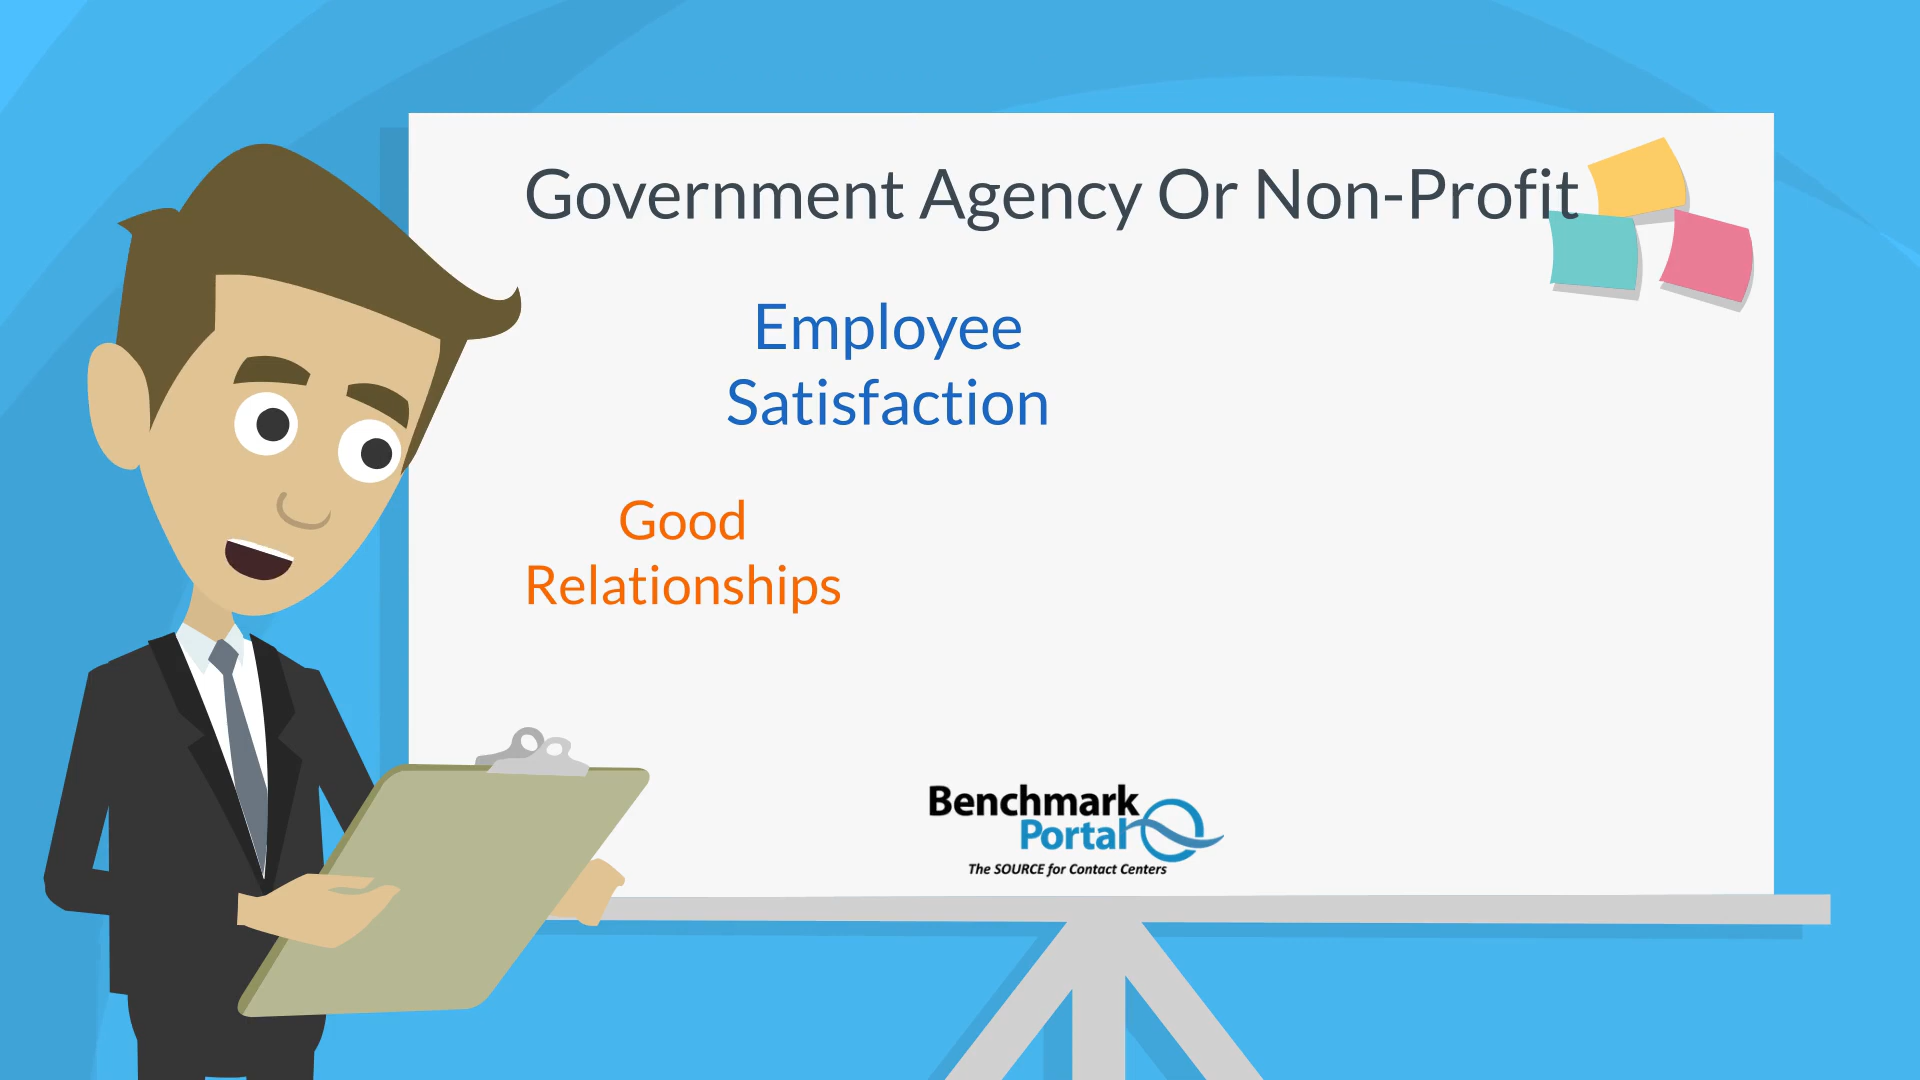 Government Agency Or Non-Profit
Employee
Satisfaction
Good
Relationships
Benchmark
Portal
The SOURCE for Contact Centers